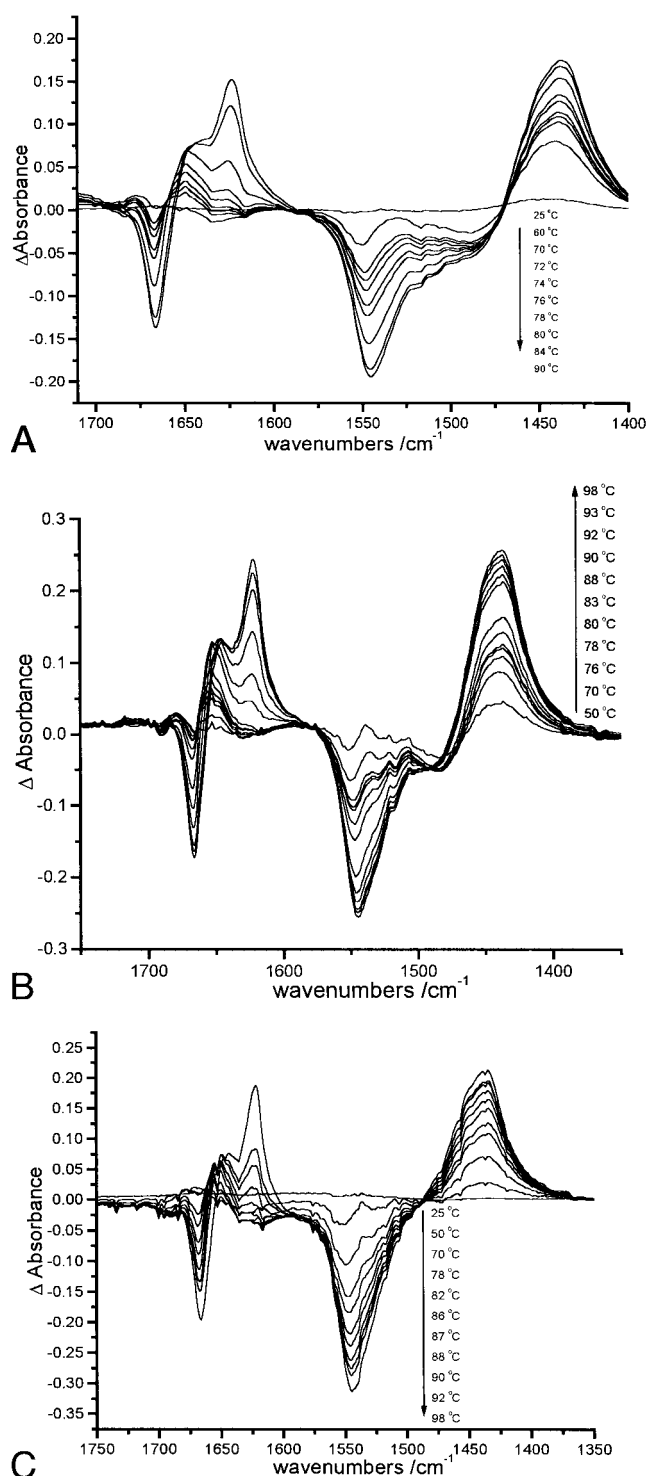 0.20
0.15
0.10
0.05
0.00
-0.05
-0.10
-0.15
-0.20
ΔAbsorbance
25 °C
60 °C
70 °C
72 °C
74 °C
76 °C
78 °C
80 °C
84 °C
90 °C
1700 1650 1600 1550 1500 1450 1400
wavenumbers /cm⁻¹
A
0.3
0.2
0.1
0.0
-0.1
-0.2
-0.3
Δ Absorbance
98 °C
93 °C
92 °C
90 °C
88 °C
83 °C
80 °C
78 °C
76 °C
70 °C
50 °C
1700 1600 1500 1400
wavenumbers /cm⁻¹
B
0.25
0.20
0.15
0.10
0.05
0.00
-0.05
-0.10
-0.15
-0.20
-0.25
-0.30
-0.35
Δ Absorbance
25 °C
50 °C
70 °C
78 °C
82 °C
86 °C
87 °C
88 °C
90 °C
92 °C
98 °C
1750 1700 1650 1600 1550 1500 1450 1400 1350
wavenumbers /cm⁻¹
C